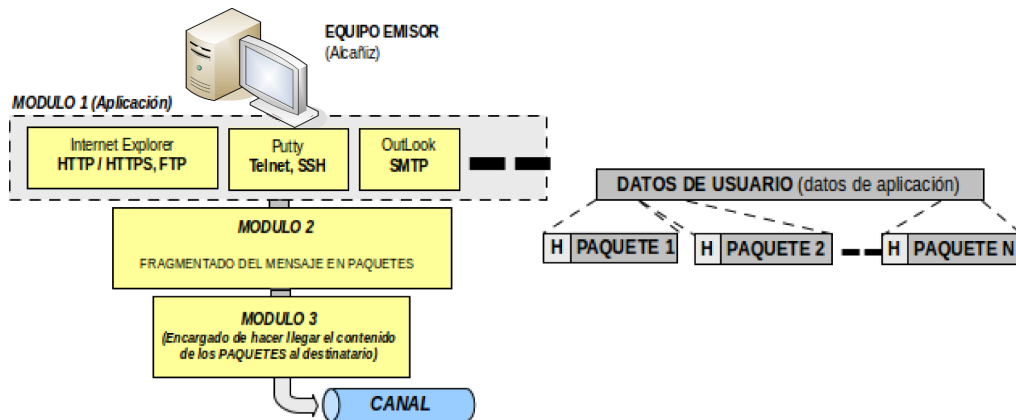 EQUIPO EMISOR
(Alcañiz)
MODULO 1 (Aplicación)
Internet Explorer
HTTP / HTTPS, FTP
Putty
Telnet, SSH
OutLook
SMTP
MODULO 2
FRAGMENTADO DEL MENSAJE EN PAQUETES
MODULO 3
(Encargado de hacer llegar el contenido
de los PAQUETES al destinatario)
CANAL
DATOS DE USUARIO (datos de aplicación)
H PAQUETE 1
H PAQUETE 2
H PAQUETE N